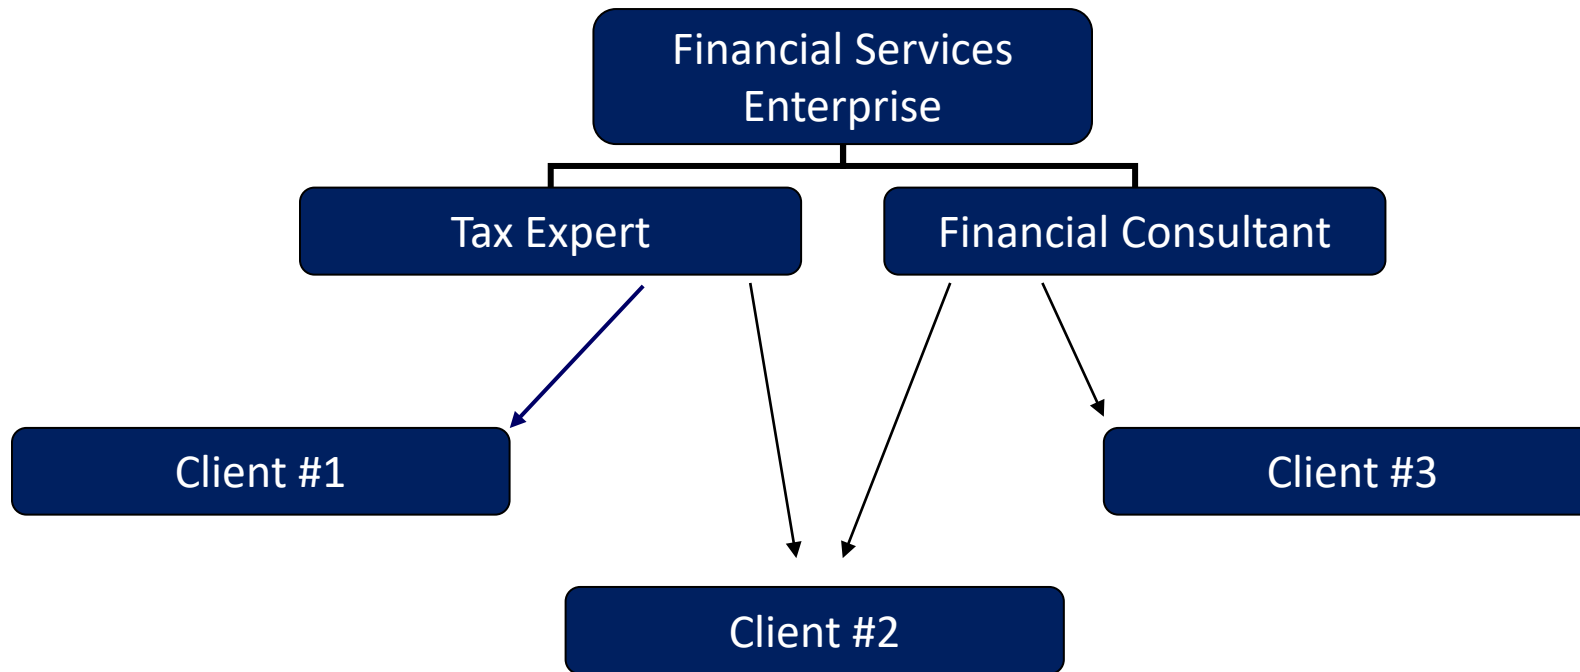 Financial Services
Enterprise
Tax Expert
Financial Consultant
Client #1
Client #3
Client #2